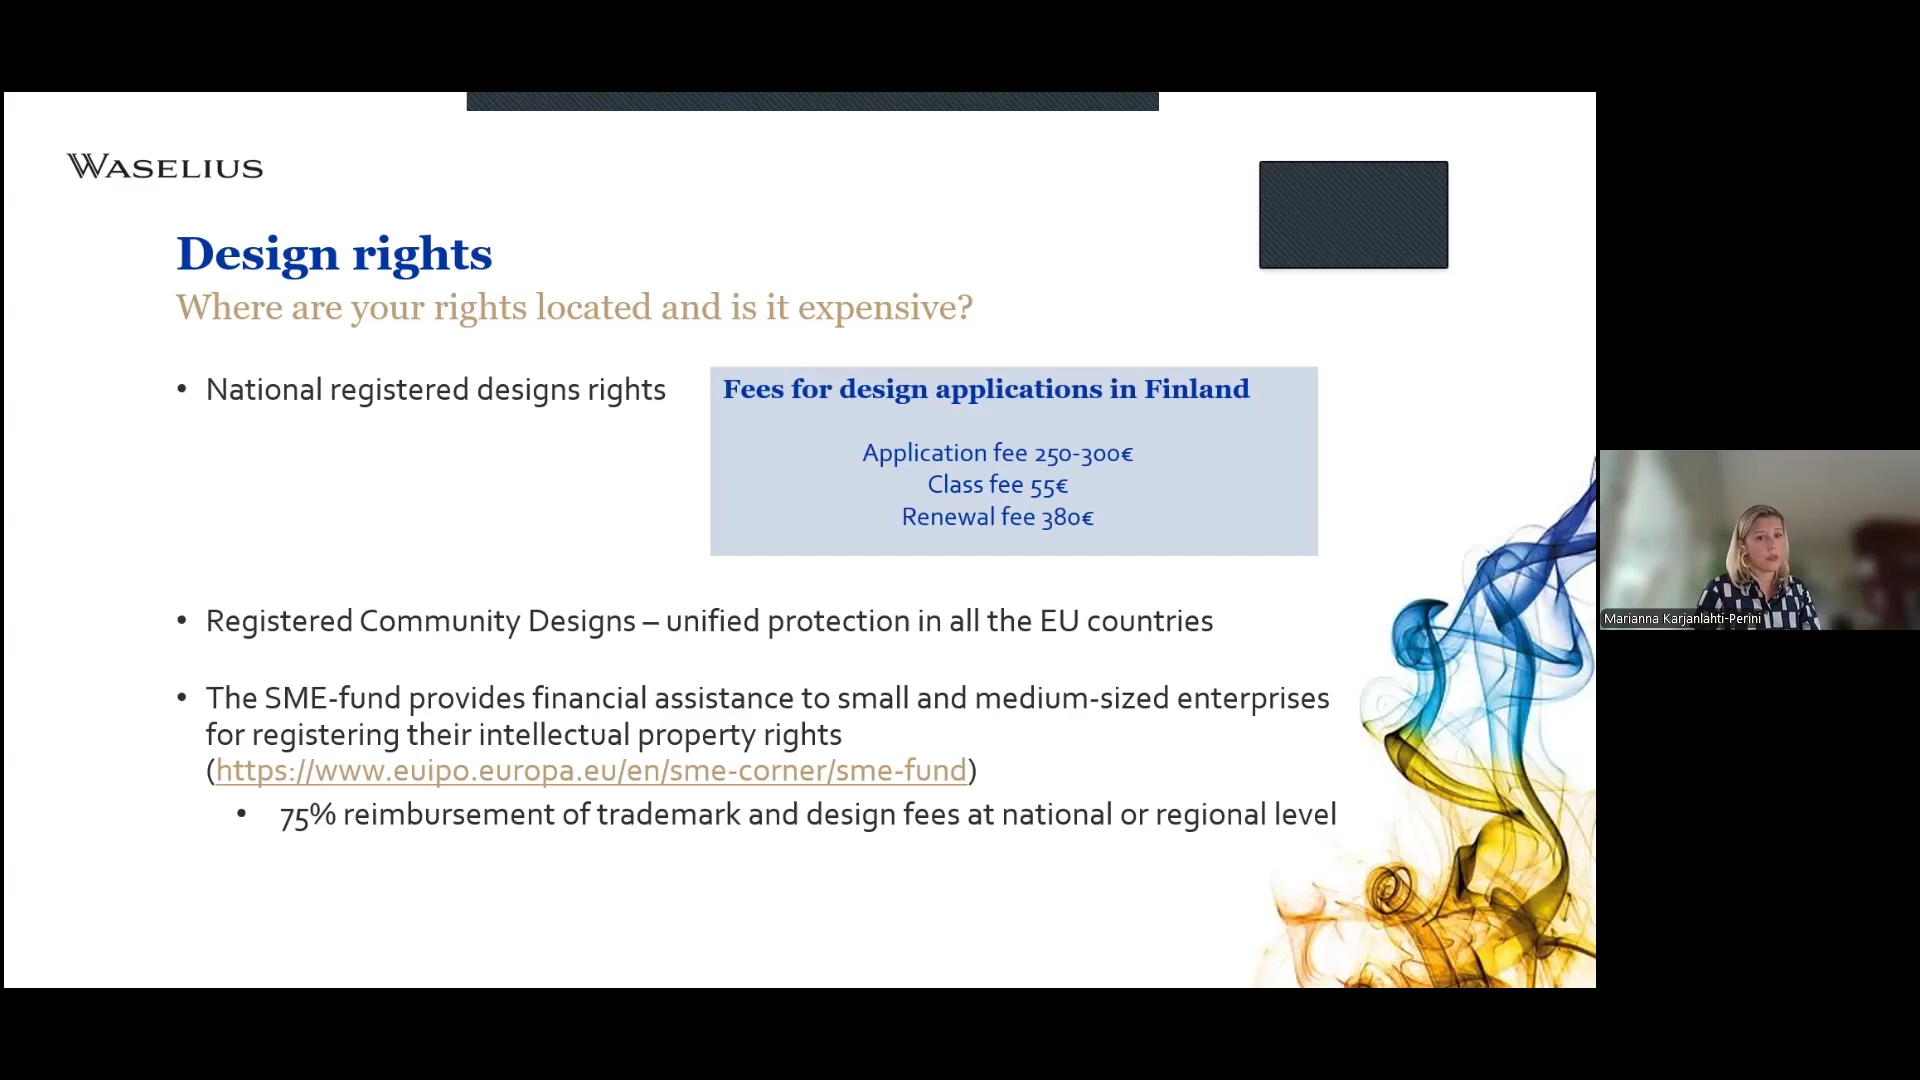 WASELIUS
Design rights
Where are your rights located and is it expensive?
• National registered designs rights
Fees for design applications in Finland
Application fee 250-300€
Class fee 55€
Renewal fee 380€
• Registered Community Designs – unified protection in all the EU countries
• The SME-fund provides financial assistance to small and medium-sized enterprises
for registering their intellectual property rights
(https://www.euipo.europa.eu/en/sme-corner/sme-fund)
• 75% reimbursement of trademark and design fees at national or regional level
Marianna Karjanlahti-Perini